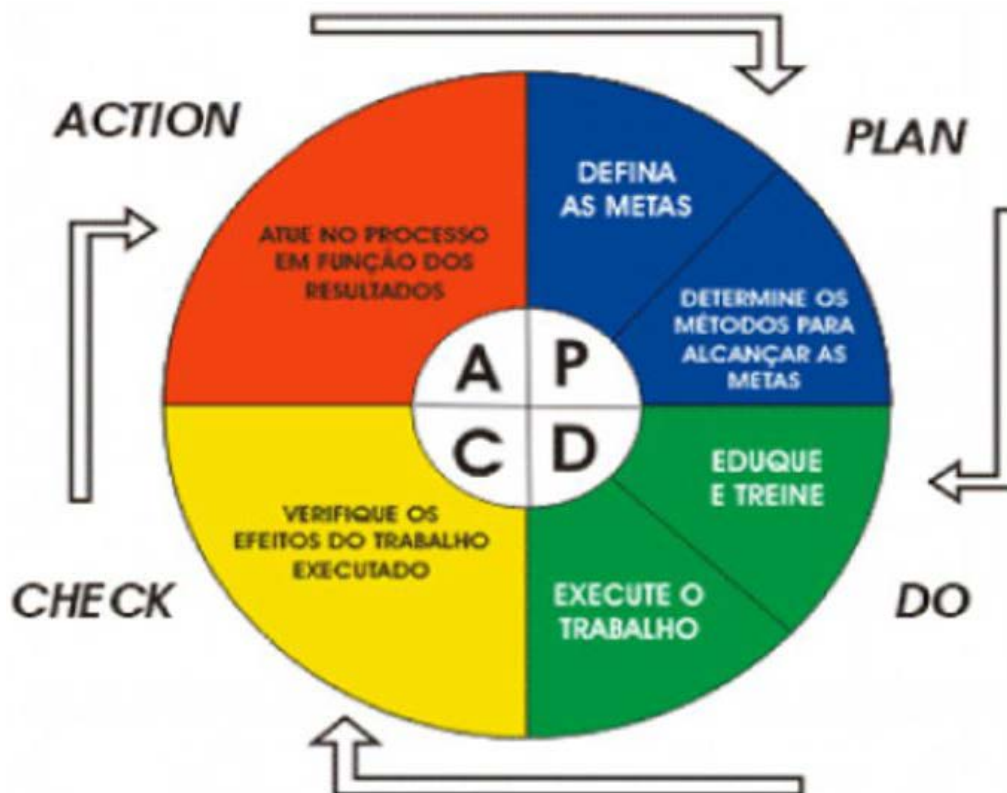 ACTION
PLAN
DEFINA
AS METAS
ATUE NO PROCESSO
EM FUNÇÃO DOS
RESULTADOS
DETERMINE OS
MÉTODOS PARA
ALCANÇAR AS
METAS
A P
C D
EDUQUE
E TREINE
VERIFIQUE OS
EFEITOS DO TRABALHO
EXECUTADO
EXECUTE O
TRABALHO
CHECK
DO